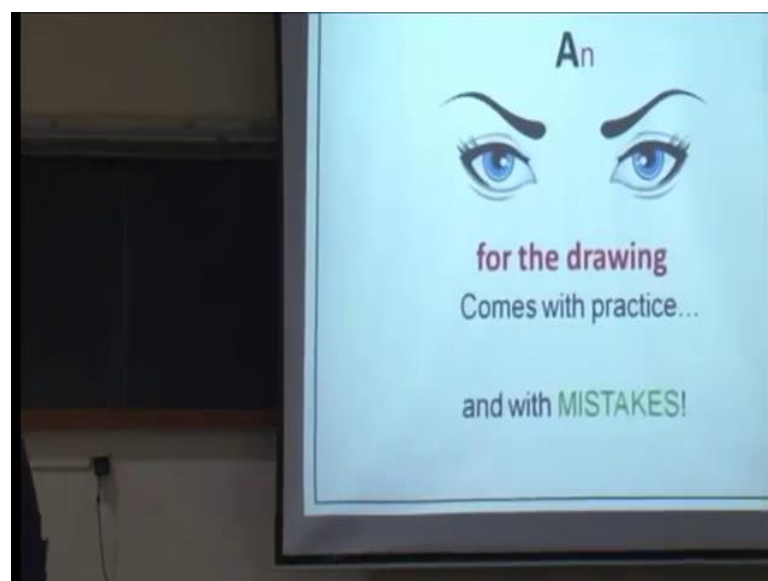 An
for the drawing
Comes with practice...
and with MISTAKES!